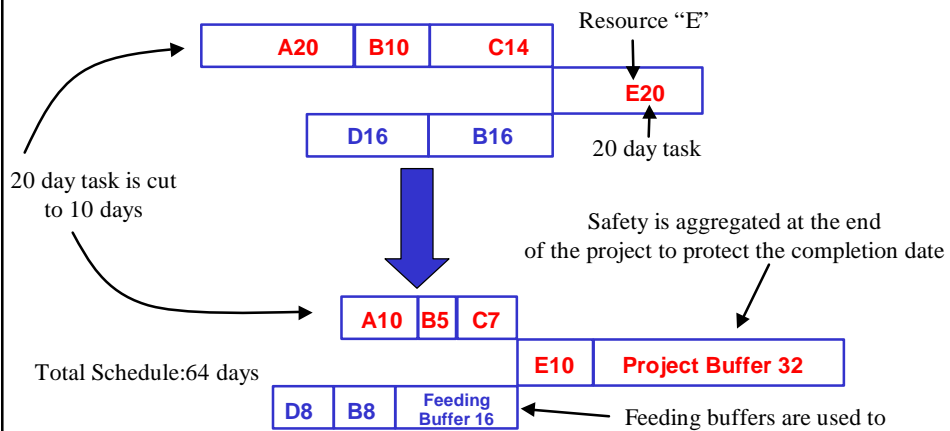 Resource “E”
A20 B10 C14
E20
D16 B16
20 day task
20 day task is cut
to 10 days
Safety is aggregated at the end
of the project to protect the completion date
A10 B5 C7
E10 Project Buffer 32
Total Schedule:64 days
D8 B8 Feeding
Buffer 16
Feeding buffers are used to